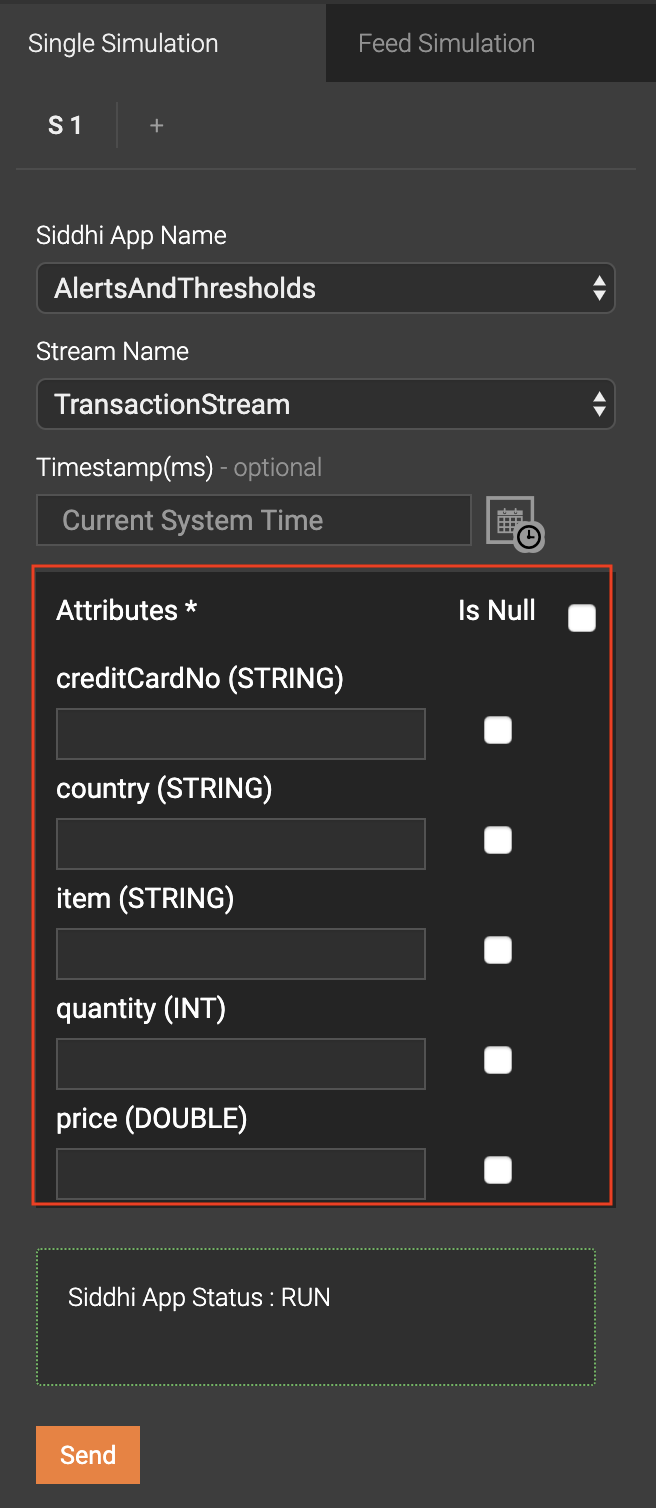 Single Simulation
Feed Simulation
S 1
+
Siddhi App Name
AlertsAndThresholds
Stream Name
TransactionStream
Timestamp(ms) - optional
Current System Time
Attributes *
Is Null
creditCardNo (STRING)
country (STRING)
item (STRING)
quantity (INT)
price (DOUBLE)
Siddhi App Status : RUN
Send